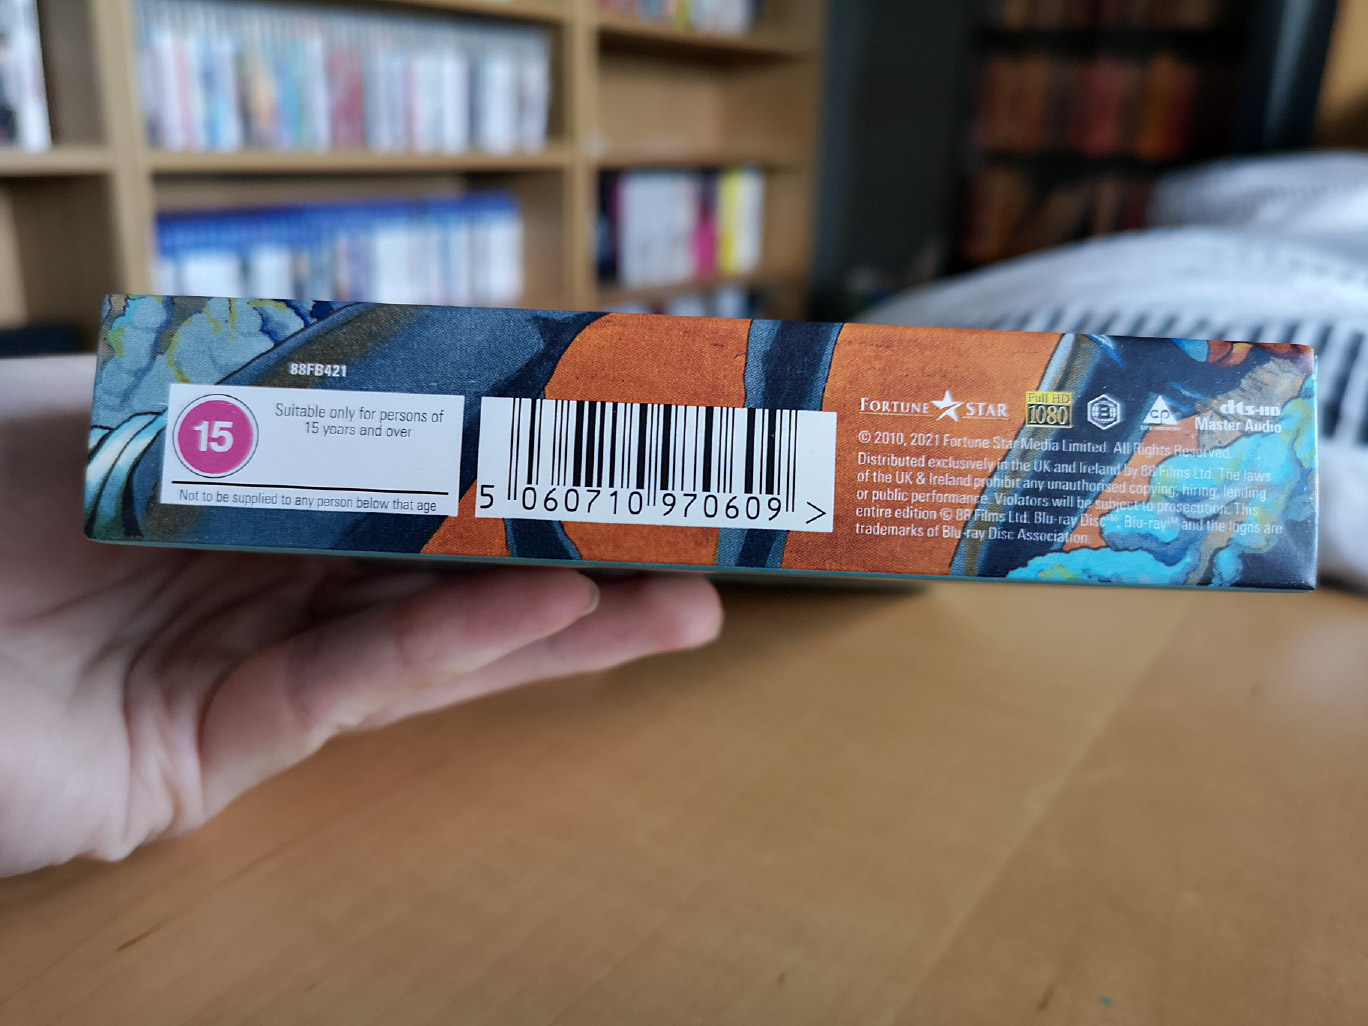 88FB421
15
Suitable only for persons of
15 years and over
Not to be supplied to any person below that age
5 060710 970609 >
FORTUNE STAR
Full HD
1080
B
CP
dts-HD
Master Audio
© 2010, 2021 Fortune Star Media Limited. All Rights Reserved.
Distributed exclusively in the UK and Ireland by 88 Films Ltd. The laws
of the UK & Ireland prohibit any unauthorised copying, hiring, lending
or public performance. Violators will be subject to prosecution. This
entire edition © 88 Films Ltd. Blu-ray Disc™, Blu-ray™ and the logos are
trademarks of Blu-ray Disc Association.